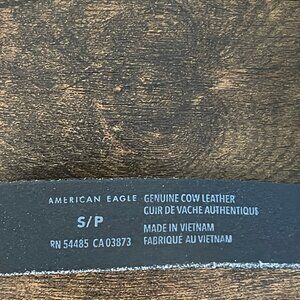 AMERICAN EAGLE
S/P
RN 54485 CA 03873
GENUINE COW LEATHER
CUIR DE VACHE AUTHENTIQUE
MADE IN VIETNAM
FABRIQUÉ AU VIETNAM